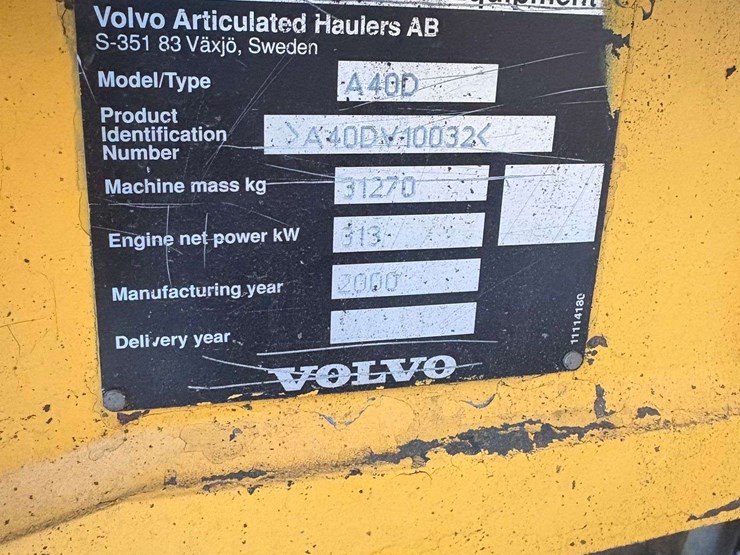 Equipment
Volvo Articulated Haulers AB
S-351 83 Växjö, Sweden
Model/Type A40D
Product Identification Number >A40DV10032<
Machine mass kg 31270
Engine net power kW 313
Manufacturing year 2000
Delivery year
11114180
VOLVO